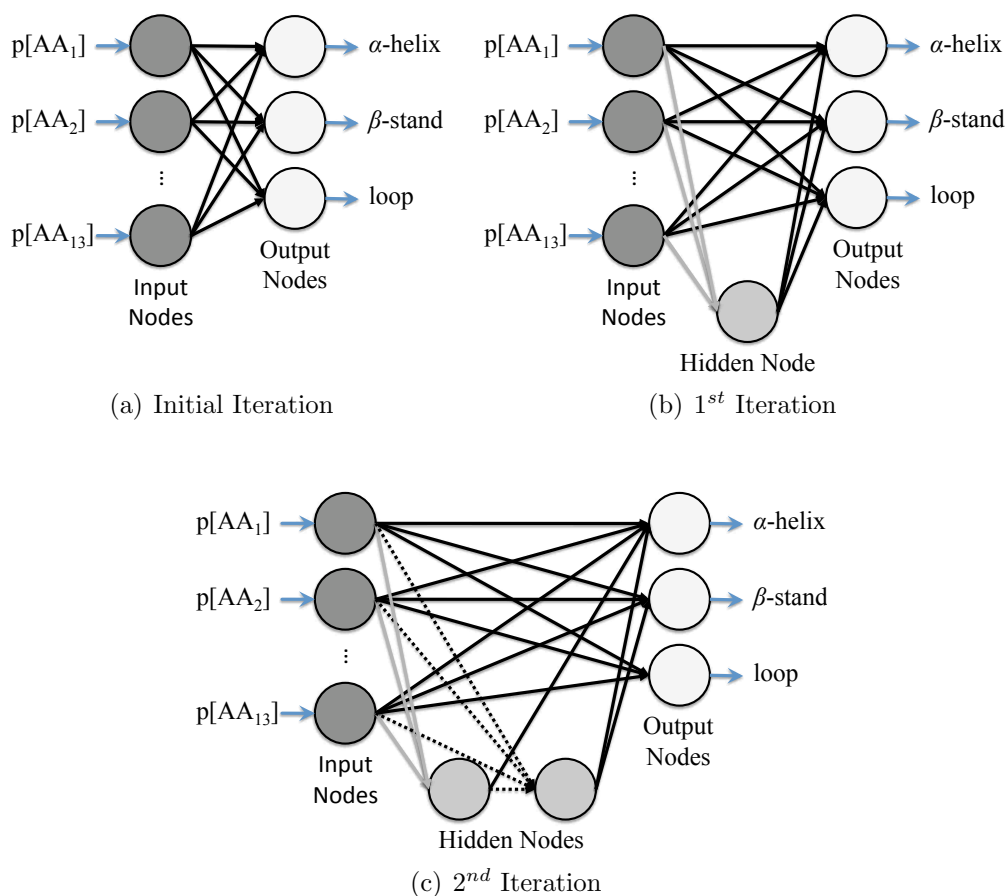 p[AA₁]
α-helix
p[AA₂]
β-stand
⋮
loop
p[AA₁₃]
Output
Nodes
Input
Nodes
(a) Initial Iteration
p[AA₁]
α-helix
p[AA₂]
β-stand
⋮
loop
p[AA₁₃]
Output
Nodes
Input
Nodes
Hidden Node
(b) 1ˢᵗ Iteration
p[AA₁]
α-helix
p[AA₂]
β-stand
⋮
loop
p[AA₁₃]
Output
Nodes
Input
Nodes
Hidden Nodes
(c) 2ⁿᵈ Iteration